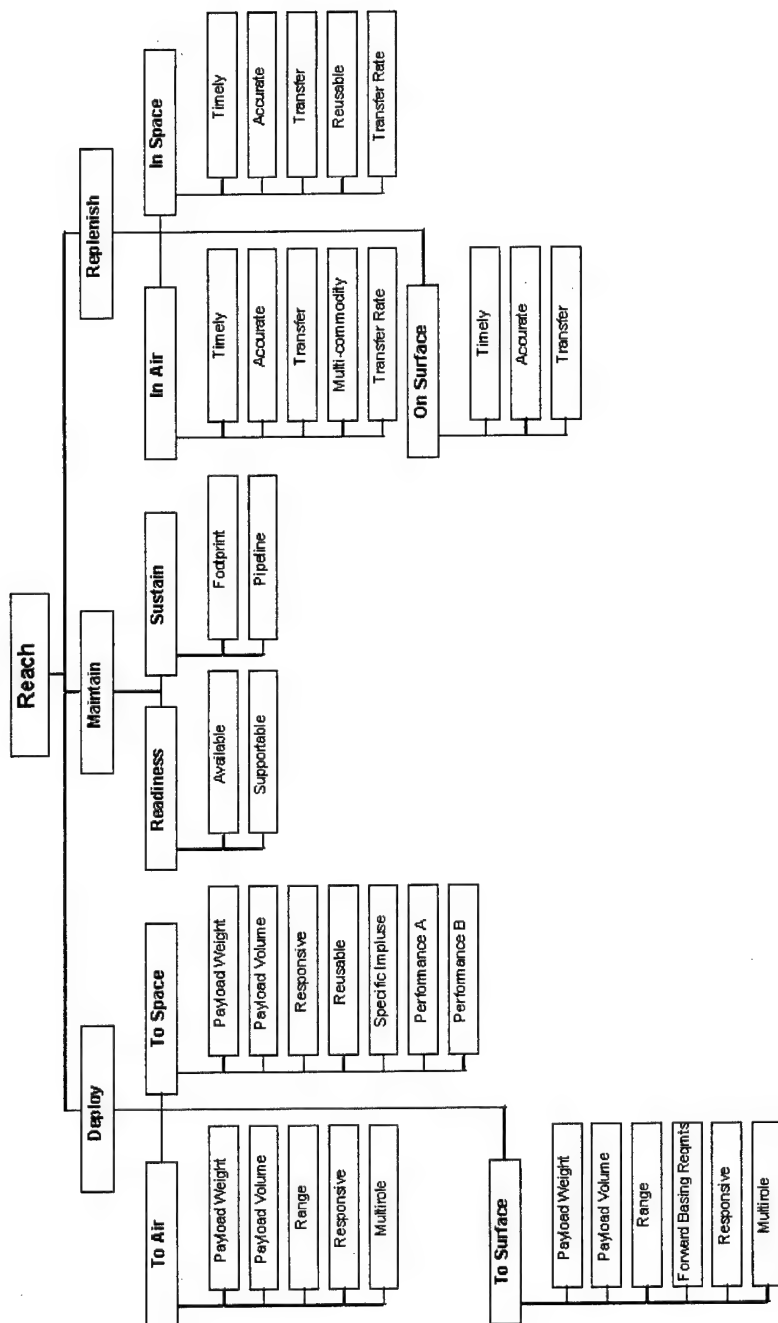 Reach
Deploy
Maintain
Replenish
To Air
To Space
Readiness
Sustain
In Air
In Space
Payload Weight
Payload Volume
Range
Responsive
Multirole
Payload Weight
Payload Volume
Responsive
Reusable
Specific Impluse
Performance A
Performance B
Available
Supportable
Footprint
Pipeline
Timely
Accurate
Transfer
Multi-commodity
Transfer Rate
Timely
Accurate
Transfer
Reusable
Transfer Rate
To Surface
Payload Weight
Payload Volume
Range
Forward Basing Reqmts
Responsive
Multirole
On Surface
Timely
Accurate
Transfer